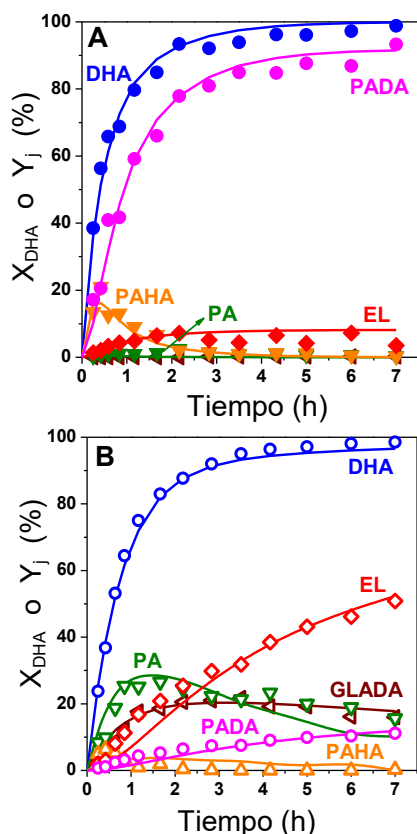 A
100
80
60
40
20
0
X_DHA o Y_j (%)
DHA
PADA
PAHA
PA
EL
0 1 2 3 4 5 6 7
Tiempo (h)
B
100
80
60
40
20
0
X_DHA o Y_j (%)
DHA
EL
PA
GLADA
PADA
PAHA
0 1 2 3 4 5 6 7
Tiempo (h)